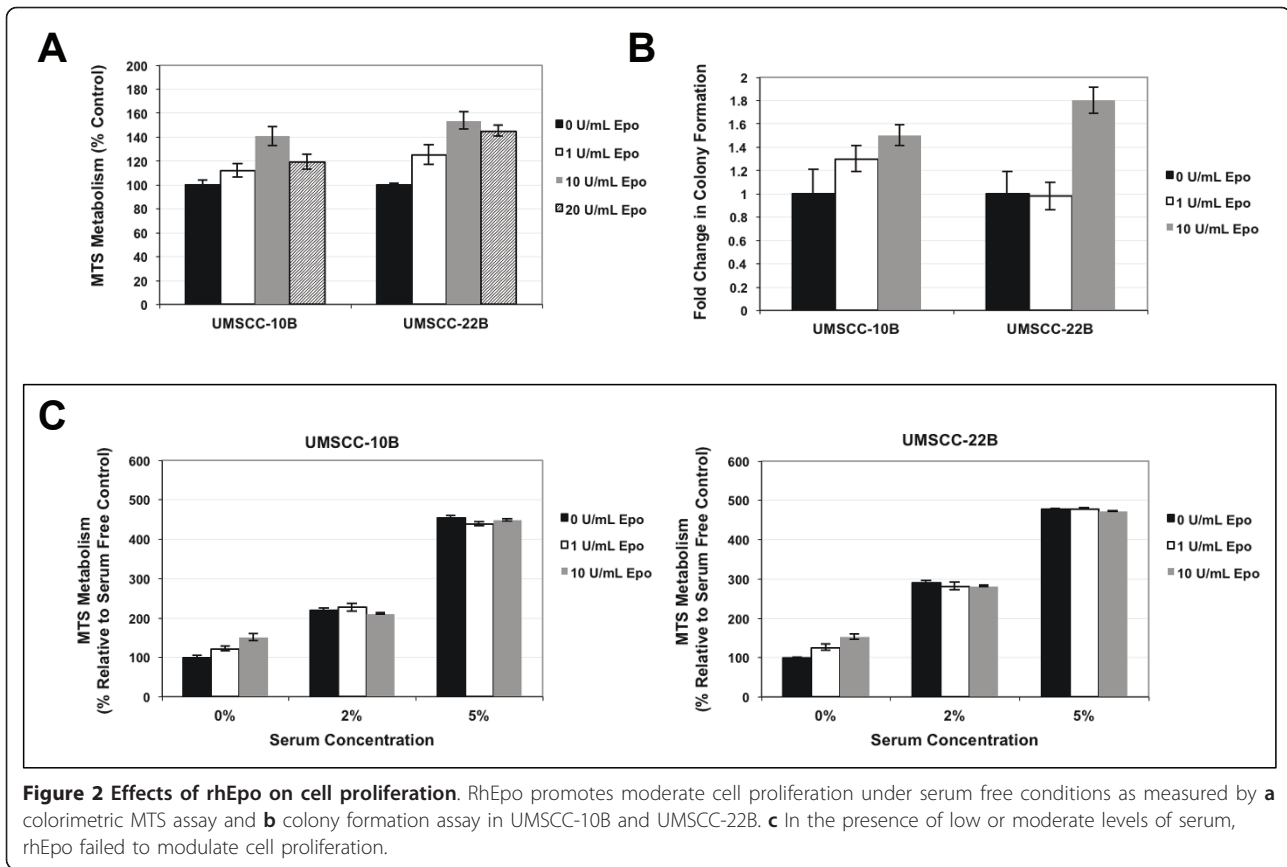 A
MTS Metabolism (% Control)
200
180
160
140
120
100
80
60
40
20
0
UMSCC-10B
UMSCC-22B
0 U/mL Epo
1 U/mL Epo
10 U/mL Epo
20 U/mL Epo
B
Fold Change in Colony Formation
2
1.8
1.6
1.4
1.2
1
0.8
0.6
0.4
0.2
0
UMSCC-10B
UMSCC-22B
0 U/mL Epo
1 U/mL Epo
10 U/mL Epo
C
UMSCC-10B
MTS Metabolism
(% Relative to Serum Free Control)
600
500
400
300
200
100
0
0%
2%
5%
Serum Concentration
0 U/mL Epo
1 U/mL Epo
10 U/mL Epo
UMSCC-22B
MTS Metabolism
(% Relative to Serum Free Control)
600
500
400
300
200
100
0
0%
2%
5%
Serum Concentration
0 U/mL Epo
1 U/mL Epo
10 U/mL Epo
Figure 2 Effects of rhEpo on cell proliferation. RhEpo promotes moderate cell proliferation under serum free conditions as measured by a
colorimetric MTS assay and b colony formation assay in UMSCC-10B and UMSCC-22B. c In the presence of low or moderate levels of serum,
rhEpo failed to modulate cell proliferation.